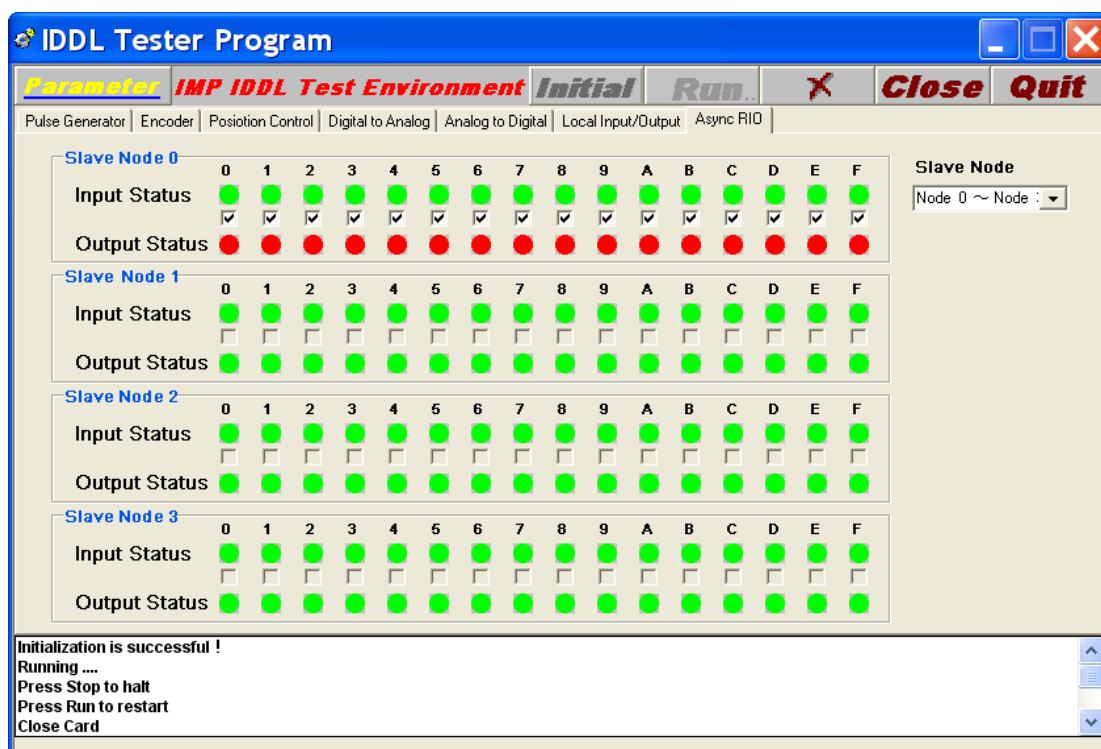 IDDL Tester Program
Parameter IMP IDDL Test Environment Initial Run.. X Close Quit
Pulse Generator Encoder Posiotion Control Digital to Analog Analog to Digital Local Input/Output Async RIO
Slave Node 0
0 1 2 3 4 5 6 7 8 9 A B C D E F
Input Status
Output Status
Slave Node
Node 0 ~ Node
Slave Node 1
0 1 2 3 4 5 6 7 8 9 A B C D E F
Input Status
Output Status
Slave Node 2
0 1 2 3 4 5 6 7 8 9 A B C D E F
Input Status
Output Status
Slave Node 3
0 1 2 3 4 5 6 7 8 9 A B C D E F
Input Status
Output Status
Initialization is successful !
Running ....
Press Stop to halt
Press Run to restart
Close Card